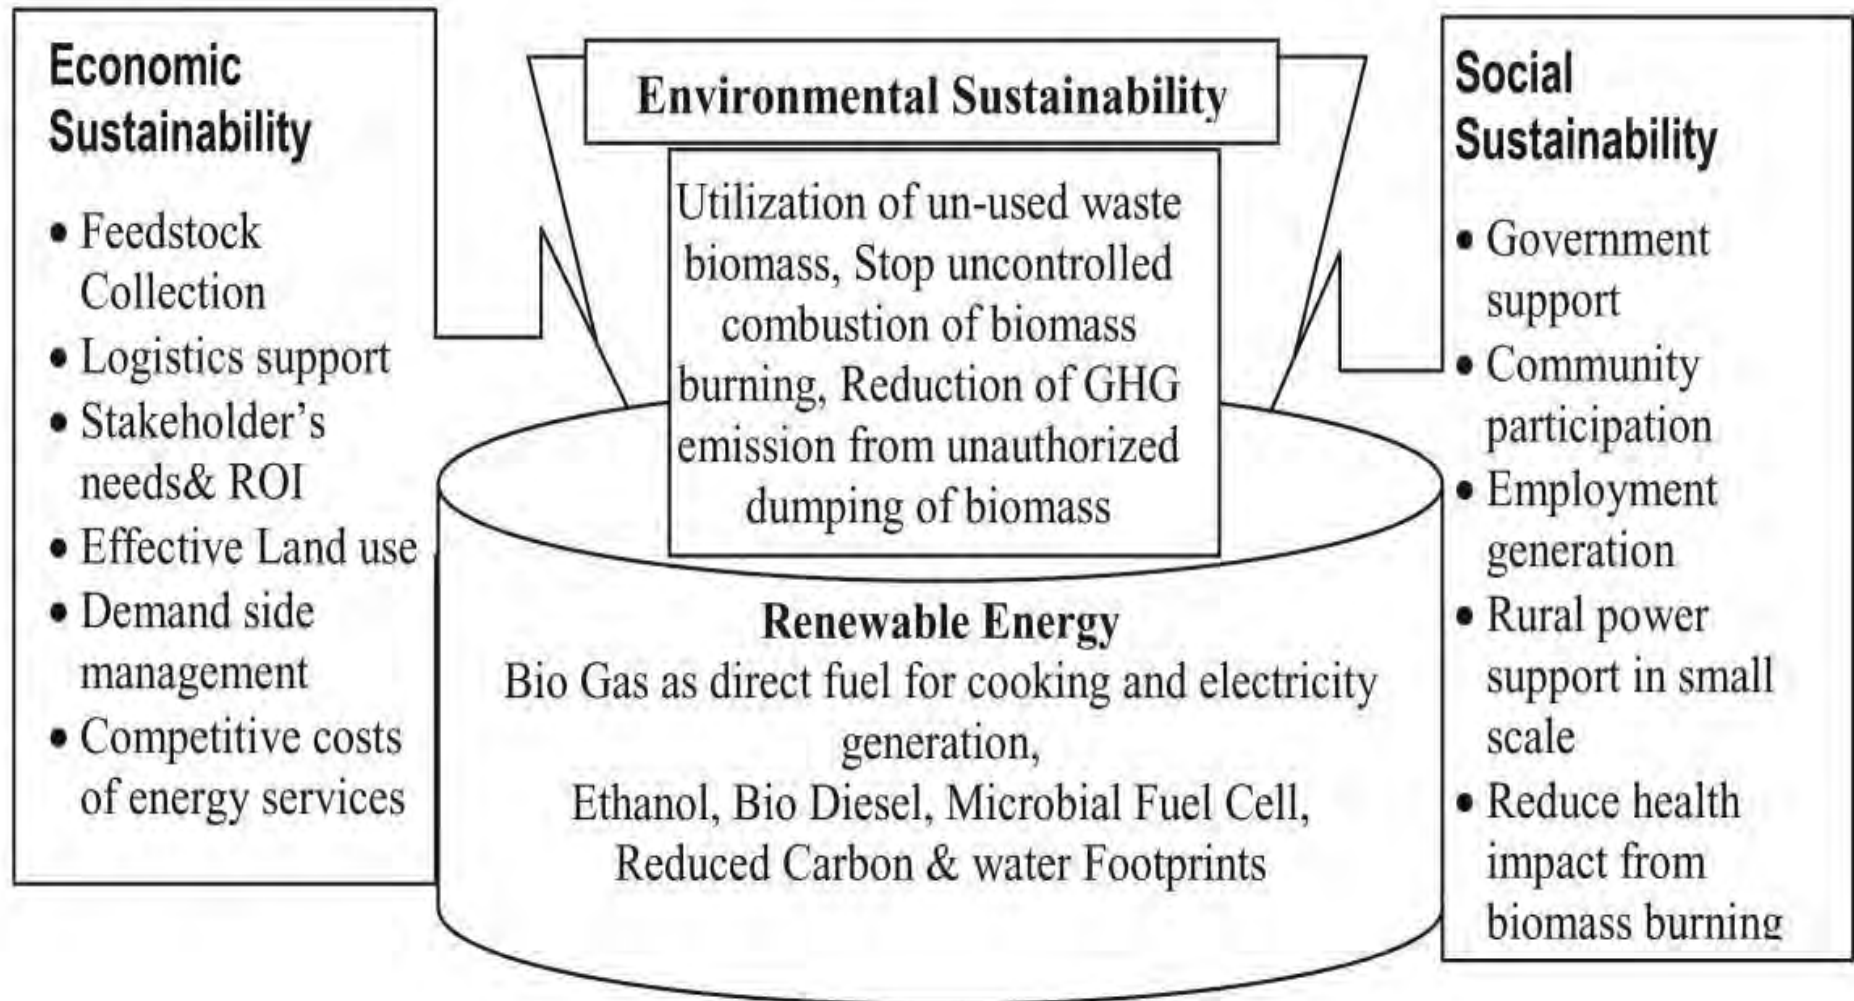 Economic
Sustainability
• Feedstock
Collection
• Logistics support
• Stakeholder’s
needs& ROI
• Effective Land use
• Demand side
management
• Competitive costs
of energy services
Environmental Sustainability
Utilization of un-used waste
biomass, Stop uncontrolled
combustion of biomass
burning, Reduction of GHG
emission from unauthorized
dumping of biomass
Renewable Energy
Bio Gas as direct fuel for cooking and electricity
generation,
Ethanol, Bio Diesel, Microbial Fuel Cell,
Reduced Carbon & water Footprints
Social
Sustainability
• Government
support
• Community
participation
• Employment
generation
• Rural power
support in small
scale
• Reduce health
impact from
biomass burning